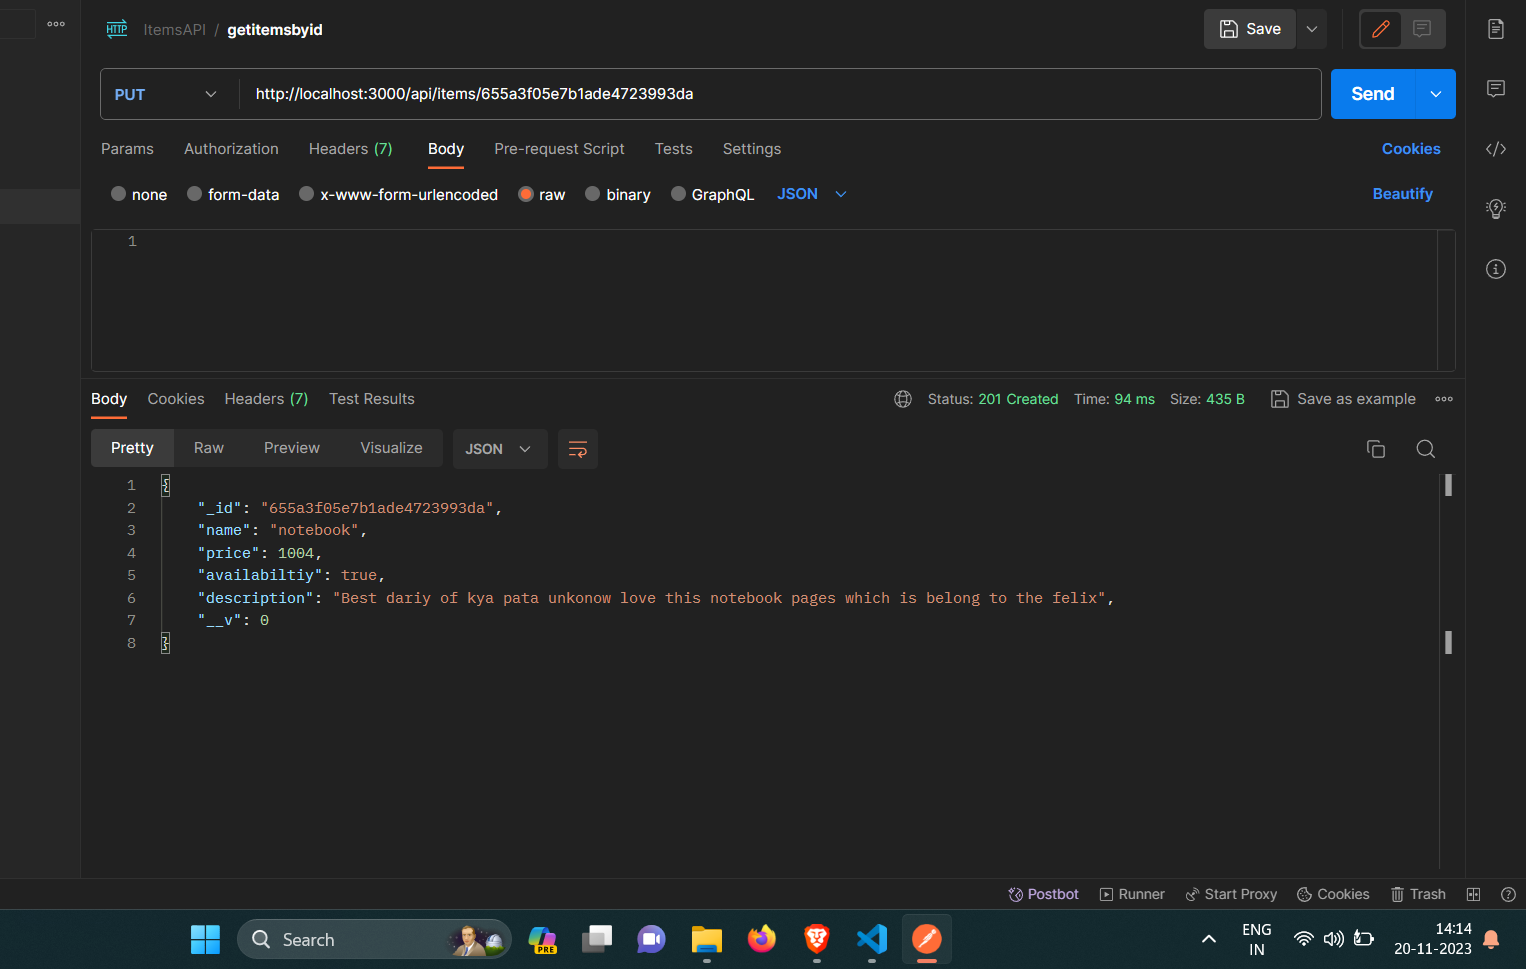 HTTP ItemsAPI / getitemsbyid Save
PUT http://localhost:3000/api/items/655a3f05e7b1ade4723993da Send
Params Authorization Headers (7) Body Pre-request Script Tests Settings Cookies
none form-data x-www-form-urlencoded raw binary GraphQL JSON Beautify
1
Body Cookies Headers (7) Test Results Status: 201 Created Time: 94 ms Size: 435 B Save as example
Pretty Raw Preview Visualize JSON
1 {
2 "_id": "655a3f05e7b1ade4723993da",
3 "name": "notebook",
4 "price": 1004,
5 "availabiltiy": true,
6 "description": "Best dariy of kya pata unkonow love this notebook pages which is belong to the felix",
7 "__v": 0
8 }
Postbot Runner Start Proxy Cookies Trash
Search PRE ENG 14:14
IN 20-11-2023